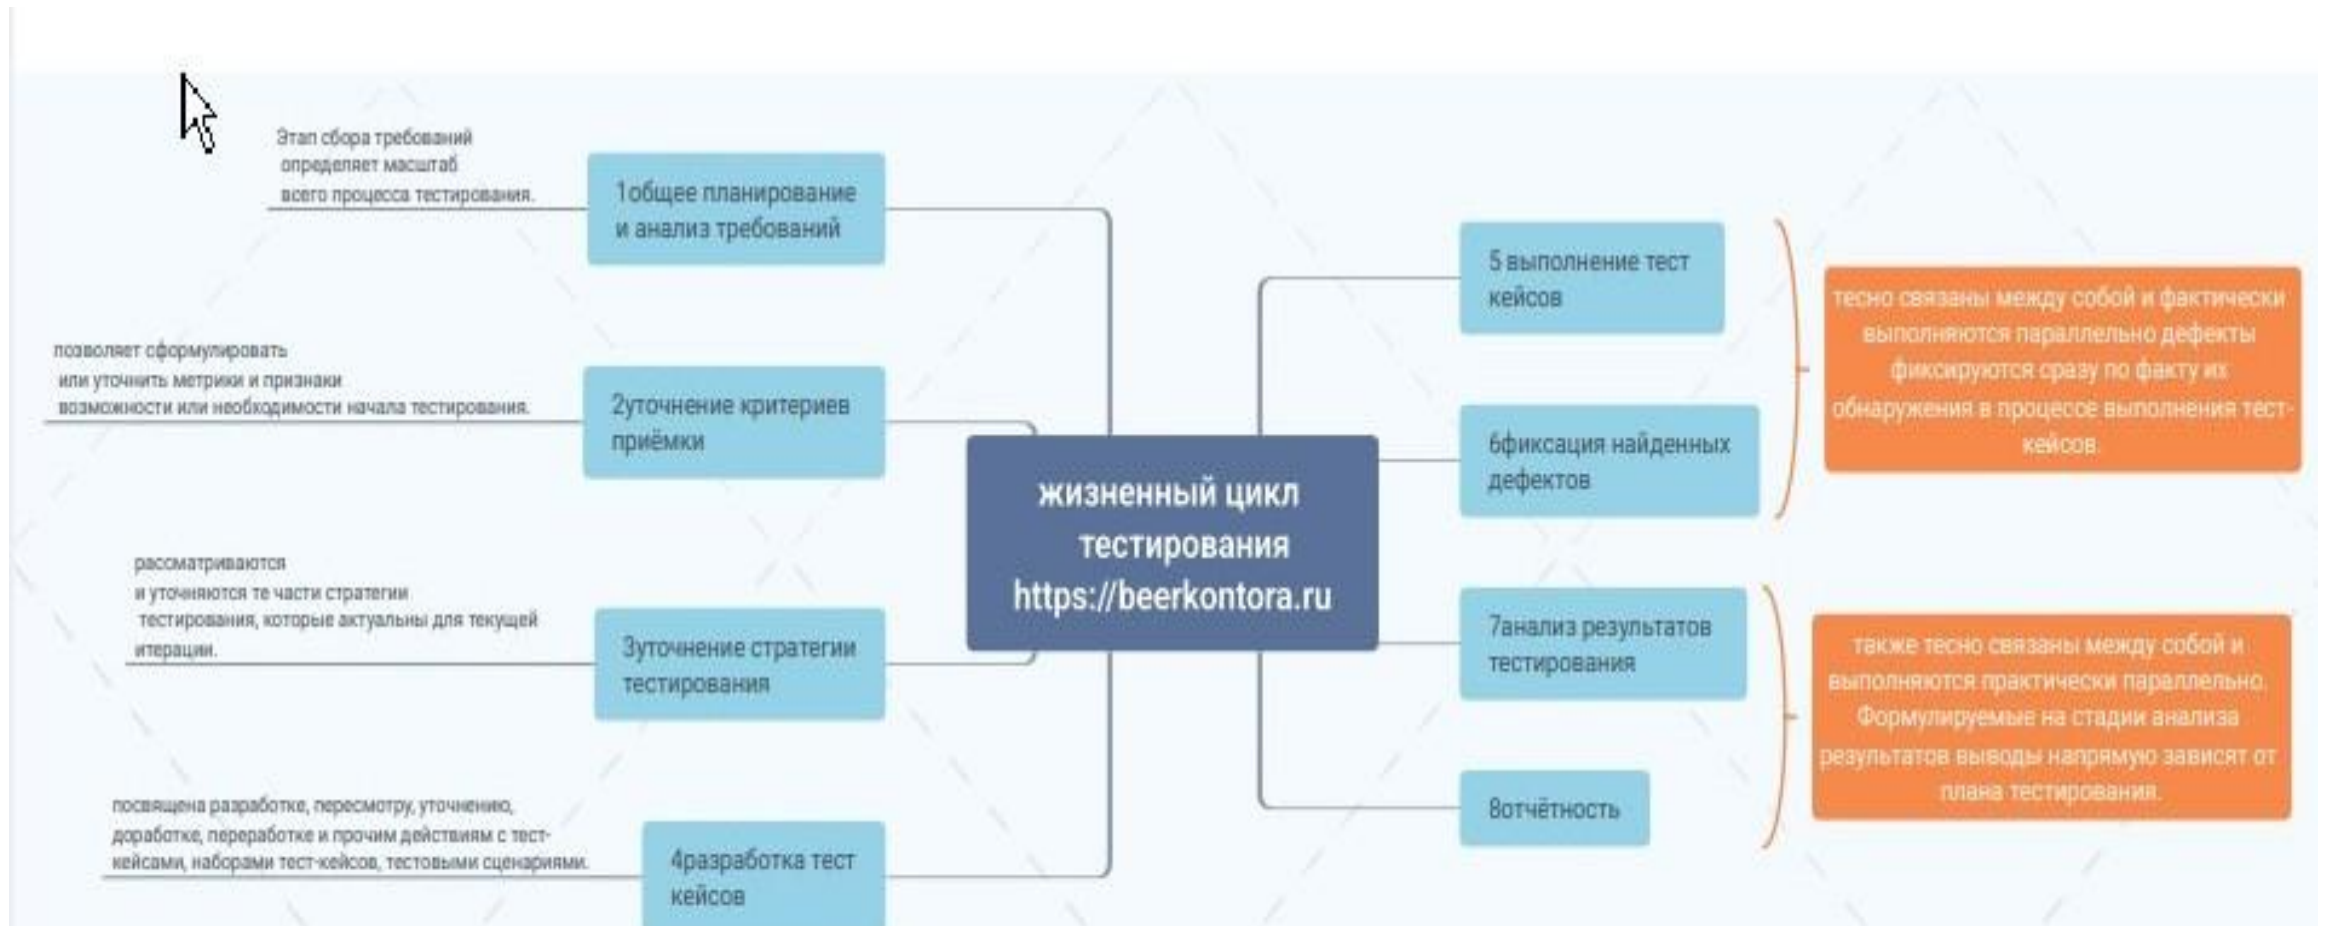 Этап сбора требований
определяет масштаб
всего процесса тестирования.
1общее планирование
и анализ требований
позволяет сформулировать
или уточнить метрики и признаки
возможности или необходимости начала тестирования.
2уточнение критериев
приёмки
рассматриваются
и уточняются те части стратегии
тестирования, которые актуальны для текущей
итерации.
3уточнение стратегии
тестирования
посвящена разработке, пересмотру, уточнению,
доработке, переработке и прочим действиям с тест-
кейсами, наборами тест-кейсов, тестовыми сценариями.
4разработка тест
кейсов
жизненный цикл
тестирования
https://beerkontora.ru
5 выполнение тест
кейсов
6фиксация найденных
дефектов
тесно связаны между собой и фактически
выполняются параллельно дефекты
фиксируются сразу по факту их
обнаружения в процессе выполнения тест-
кейсов.
7анализ результатов
тестирования
8отчётность
также тесно связаны между собой и
выполняются практически параллельно.
Формулируемые на стадии анализа
результатов выводы напрямую зависят от
плана тестирования.